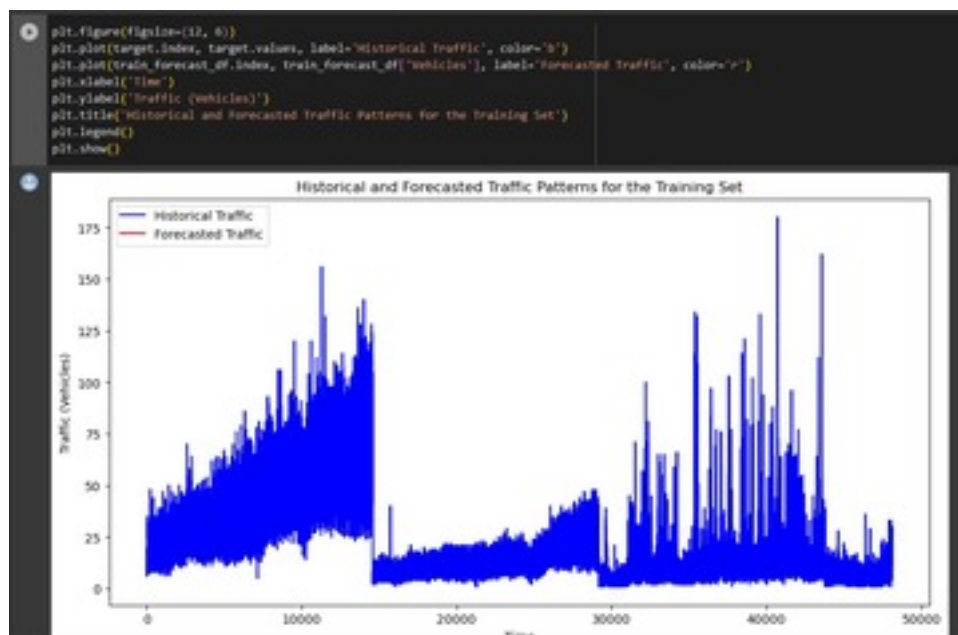 plt.figure(figsize=(12, 6))
plt.plot(target.index, target.values, label='Historical Traffic', color='b')
plt.plot(train_forecast_df.index, train_forecast_df['Vehicles'], label='Forecasted Traffic', color='r')
plt.xlabel('Time')
plt.ylabel('Traffic (Vehicles)')
plt.title('Historical and Forecasted Traffic Patterns for the Training Set')
plt.legend()
plt.show()
Historical and Forecasted Traffic Patterns for the Training Set
Historical Traffic
Forecasted Traffic
175
150
125
100
75
50
25
0
Traffic (Vehicles)
0 10000 20000 30000 40000 50000
Time